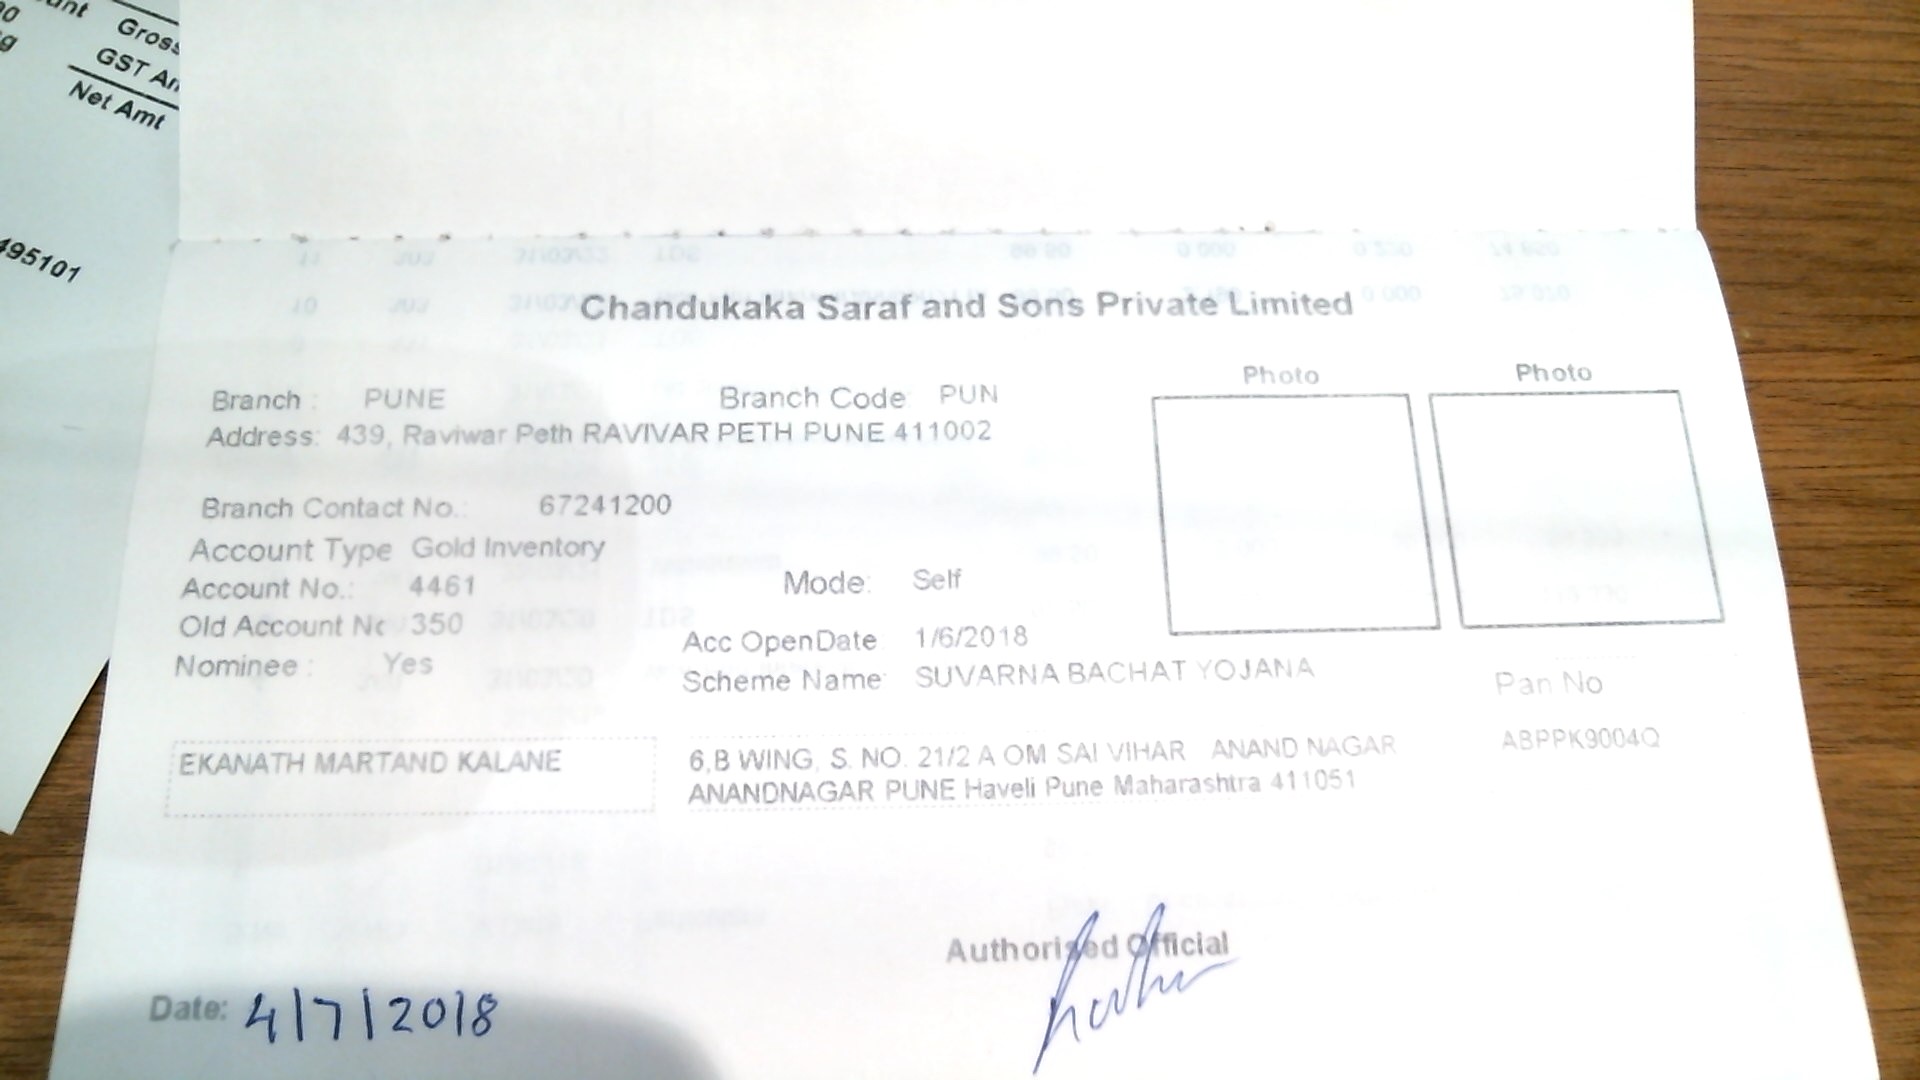 Gross
GST Am
Net Amt
495101
Chandukaka Saraf and Sons Private Limited
Photo Photo
Branch : PUNE Branch Code: PUN
Address: 439, Raviwar Peth RAVIVAR PETH PUNE 411002
Branch Contact No.: 67241200
Account Type Gold Inventory
Account No.: 4461 Mode: Self
Old Account No 350 Acc OpenDate 1/6/2018
Nominee : Yes Scheme Name: SUVARNA BACHAT YOJANA
Pan No
EKANATH MARTAND KALANE 6,B WING, S. NO. 21/2 A OM SAI VIHAR ANAND NAGAR ABPPK9004Q
ANANDNAGAR PUNE Haveli Pune Maharashtra 411051
Authorised Official
Date: 4/7/2018